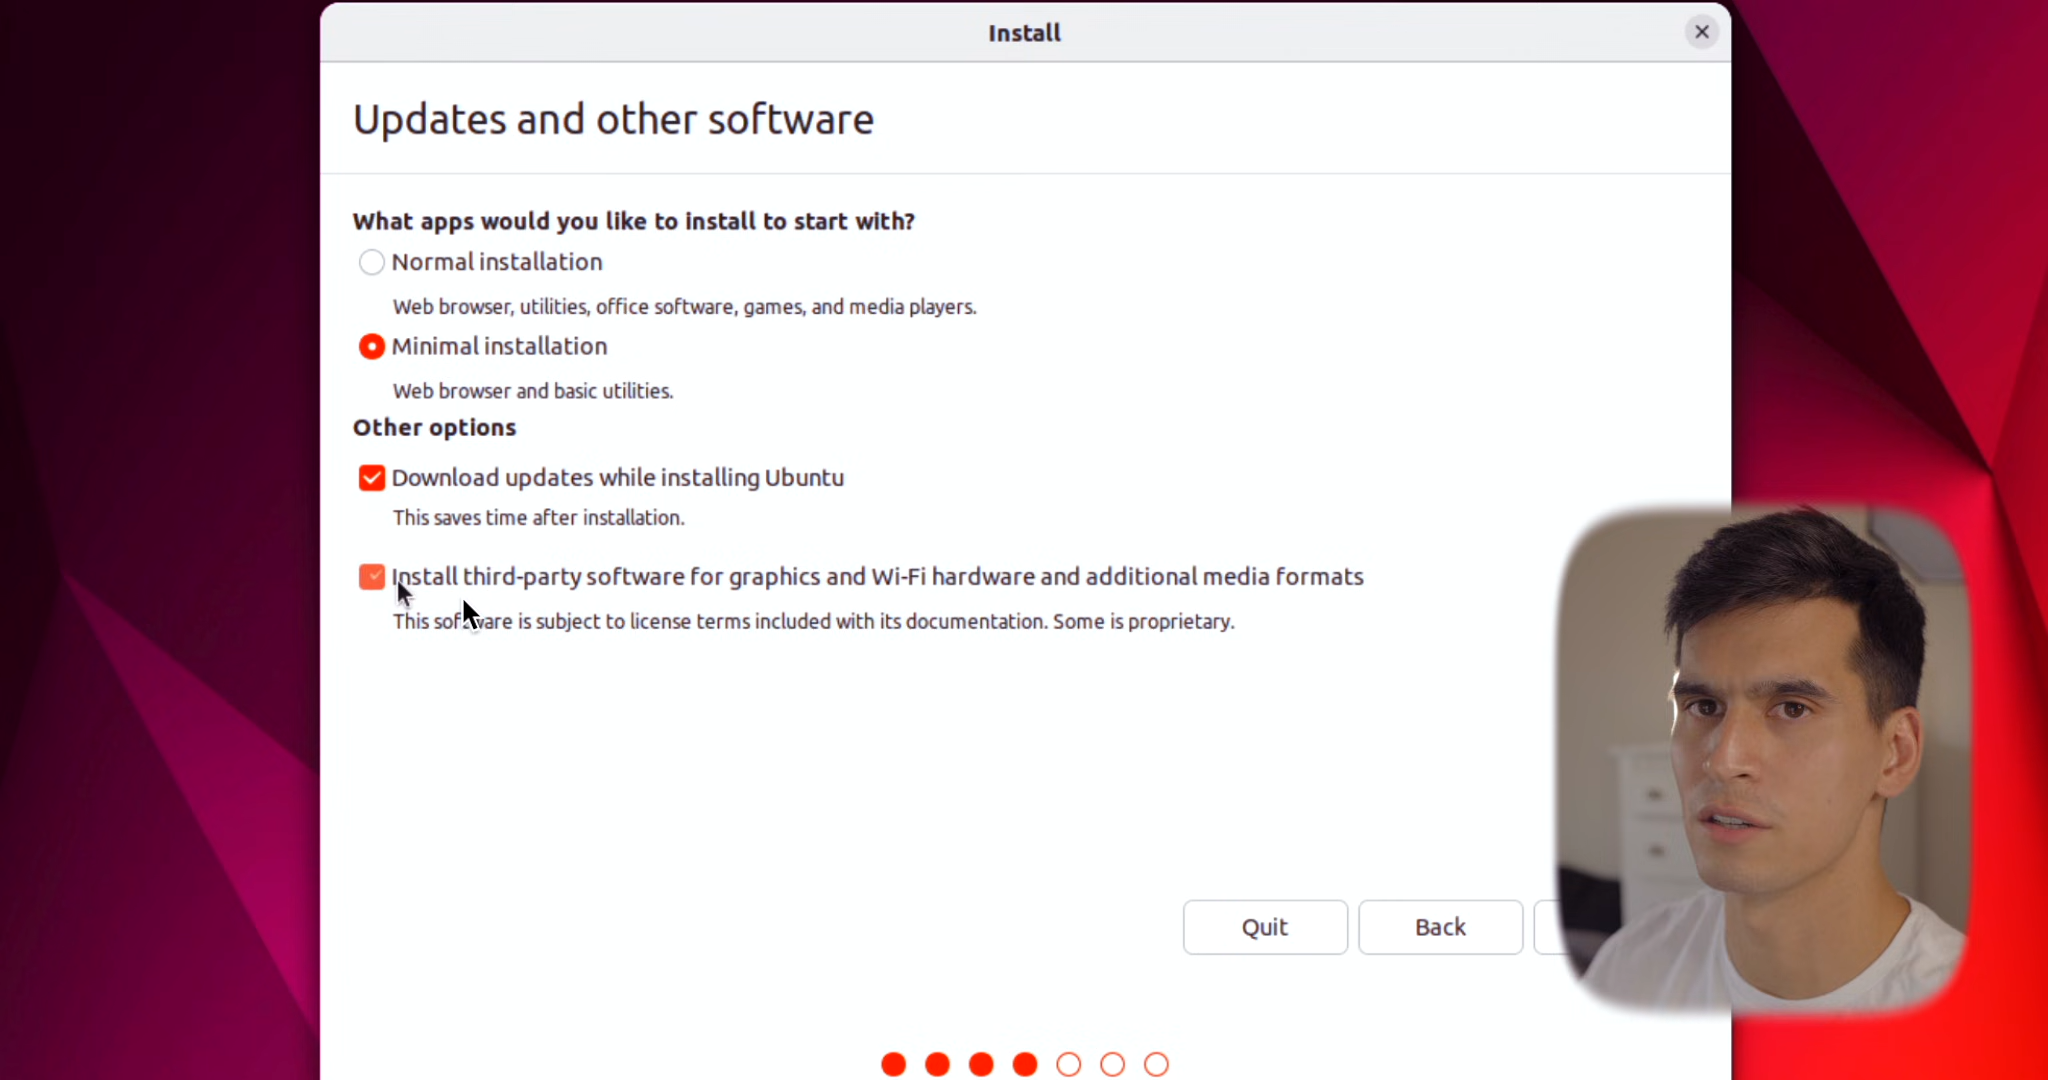 Install
Updates and other software
What apps would you like to install to start with?
Normal installation
Web browser, utilities, office software, games, and media players.
Minimal installation
Web browser and basic utilities.
Other options
Download updates while installing Ubuntu
This saves time after installation.
Install third-party software for graphics and Wi-Fi hardware and additional media formats
This software is subject to license terms included with its documentation. Some is proprietary.
Quit Back